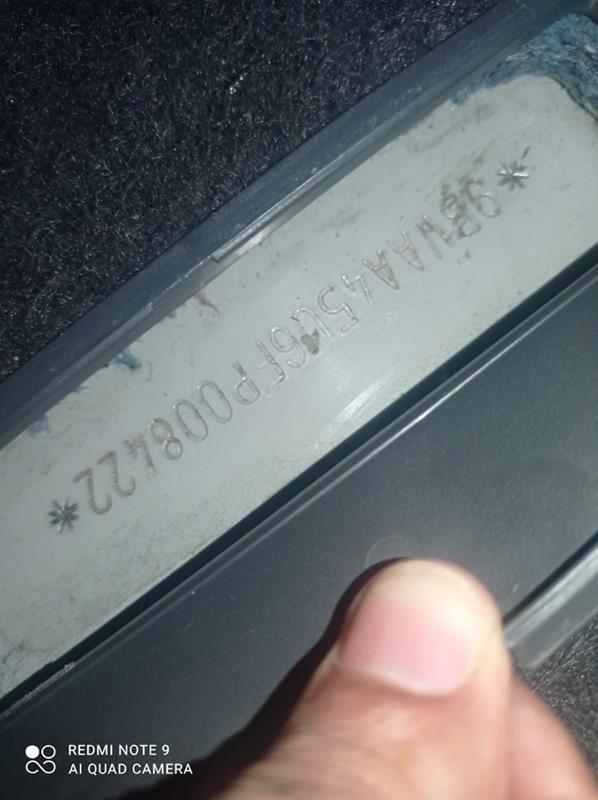 *9BWAA45U6FP008422*
REDMI NOTE 9
AI QUAD CAMERA